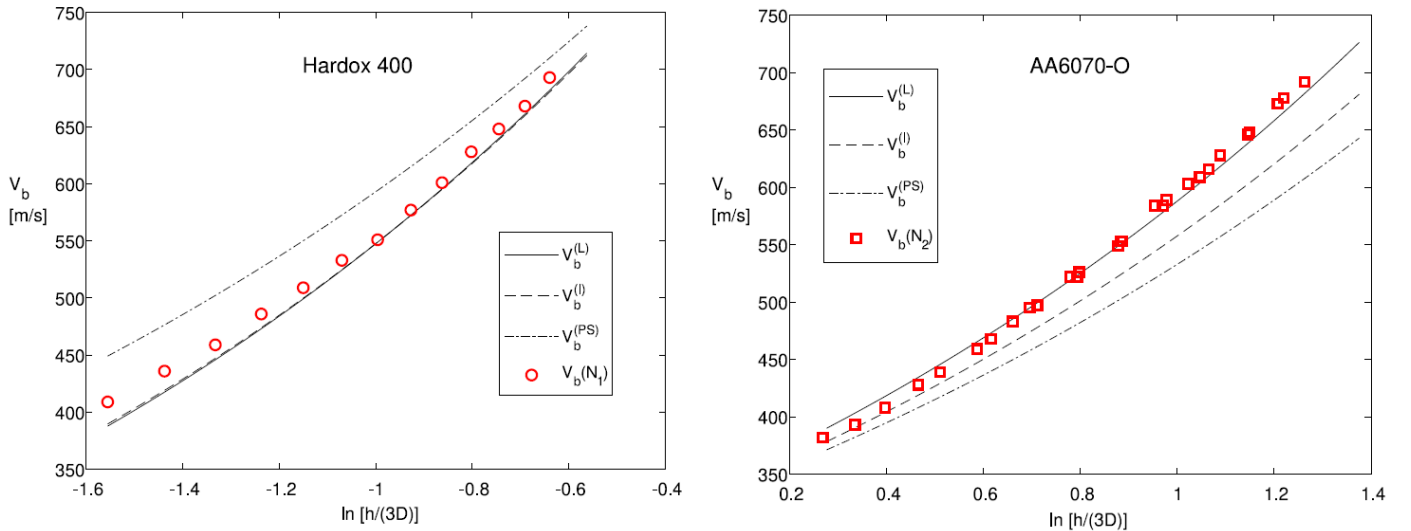 750
700
650
600
550
500
450
400
350
V_b
[m/s]
Hardox 400
V_b^(L)
V_b^(I)
V_b^(PS)
V_b(N_1)
-1.6
-1.4
-1.2
-1
-0.8
-0.6
-0.4
ln [h/(3D)]
750
700
650
600
550
500
450
400
350
V_b
[m/s]
AA6070-O
V_b^(L)
V_b^(I)
V_b^(PS)
V_b(N_2)
0.2
0.4
0.6
0.8
1
1.2
1.4
ln [h/(3D)]